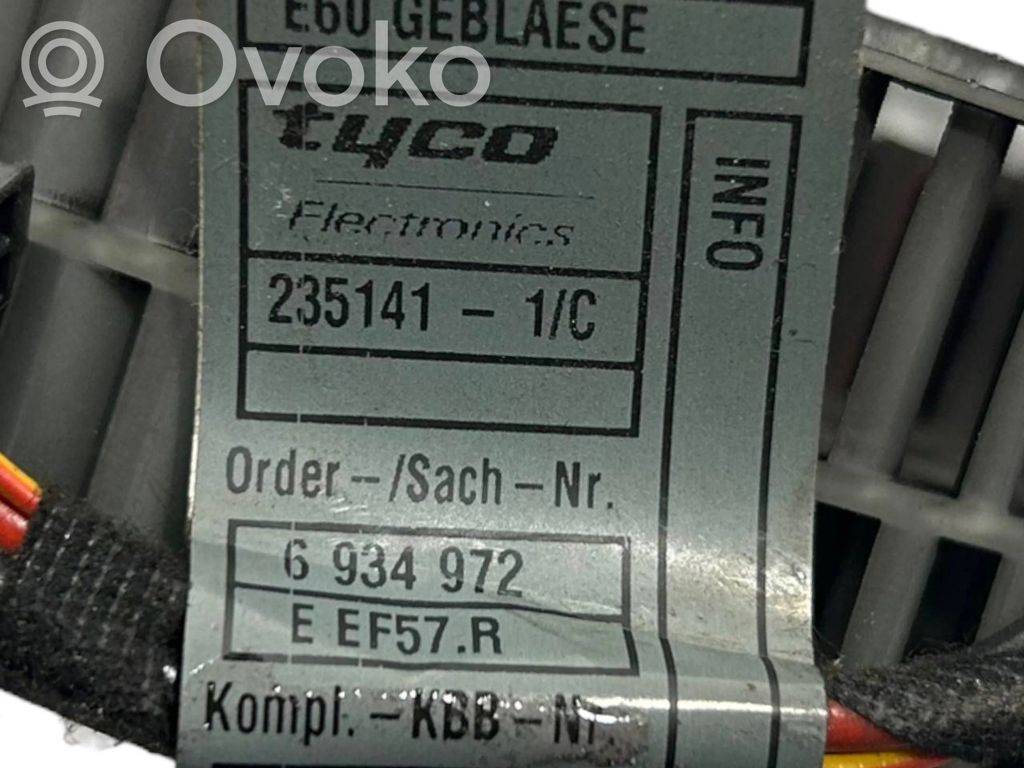 E60 GEBLAESE
Ovoko
tyco
Electronics
INFO
235141 - 1/C
Order-/Sach-Nr.
6 934 972
E EF57.R
Kompl.-KBB-Nr